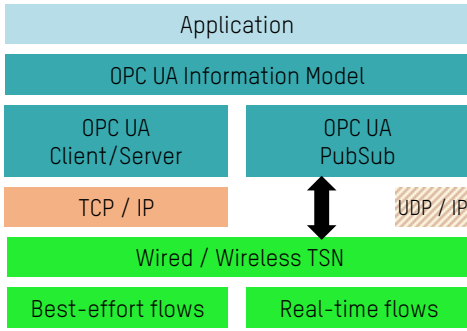 Application
OPC UA Information Model
OPC UA
Client/Server
OPC UA
PubSub
TCP / IP
UDP / IP
Wired / Wireless TSN
Best-effort flows
Real-time flows